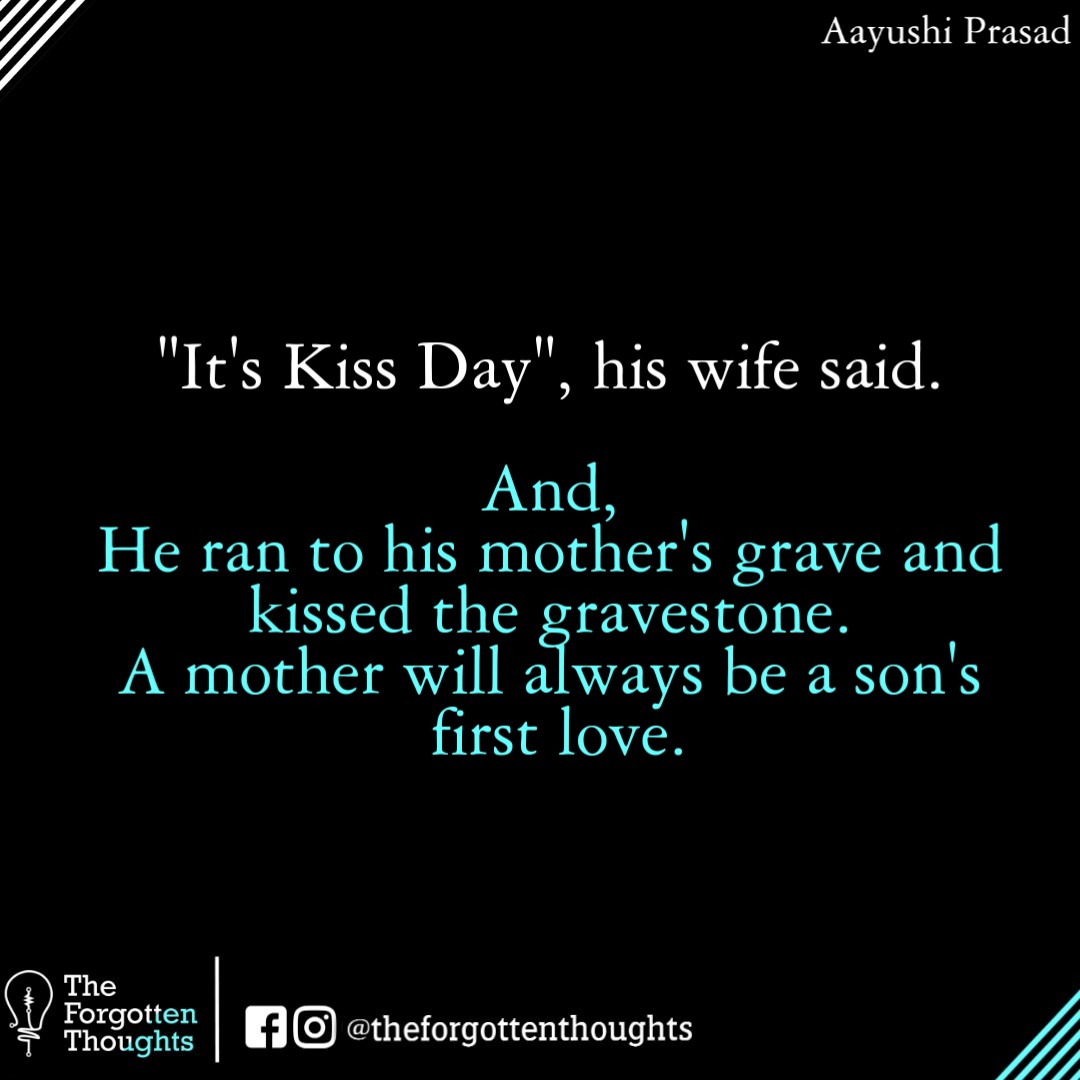 Aayushi Prasad
"It's Kiss Day", his wife said.
And,
He ran to his mother's grave and
kissed the gravestone.
A mother will always be a son's
first love.
The
Forgotten
Thoughts
@theforgottenthoughts